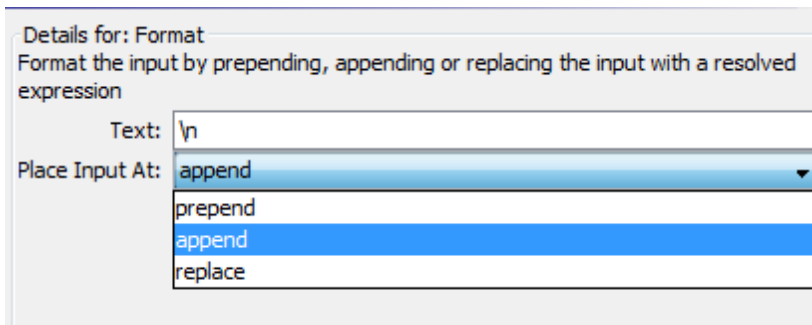 Details for: Format
Format the input by prepending, appending or replacing the input with a resolved
expression
Text: \n
Place Input At: append
prepend
append
replace